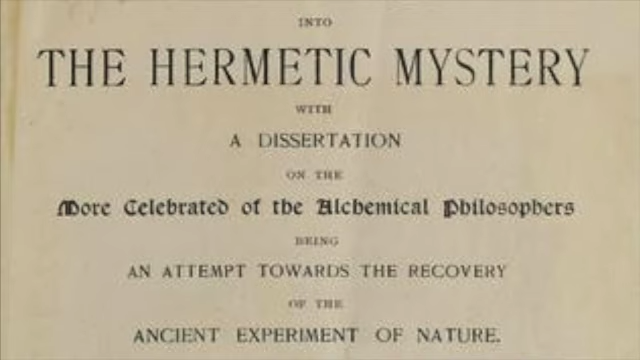 INTO
THE HERMETIC MYSTERY
WITH
A DISSERTATION
ON THE
More Celebrated of the Alchemical Philosophers
BEING
AN ATTEMPT TOWARDS THE RECOVERY
OF THE
ANCIENT EXPERIMENT OF NATURE.